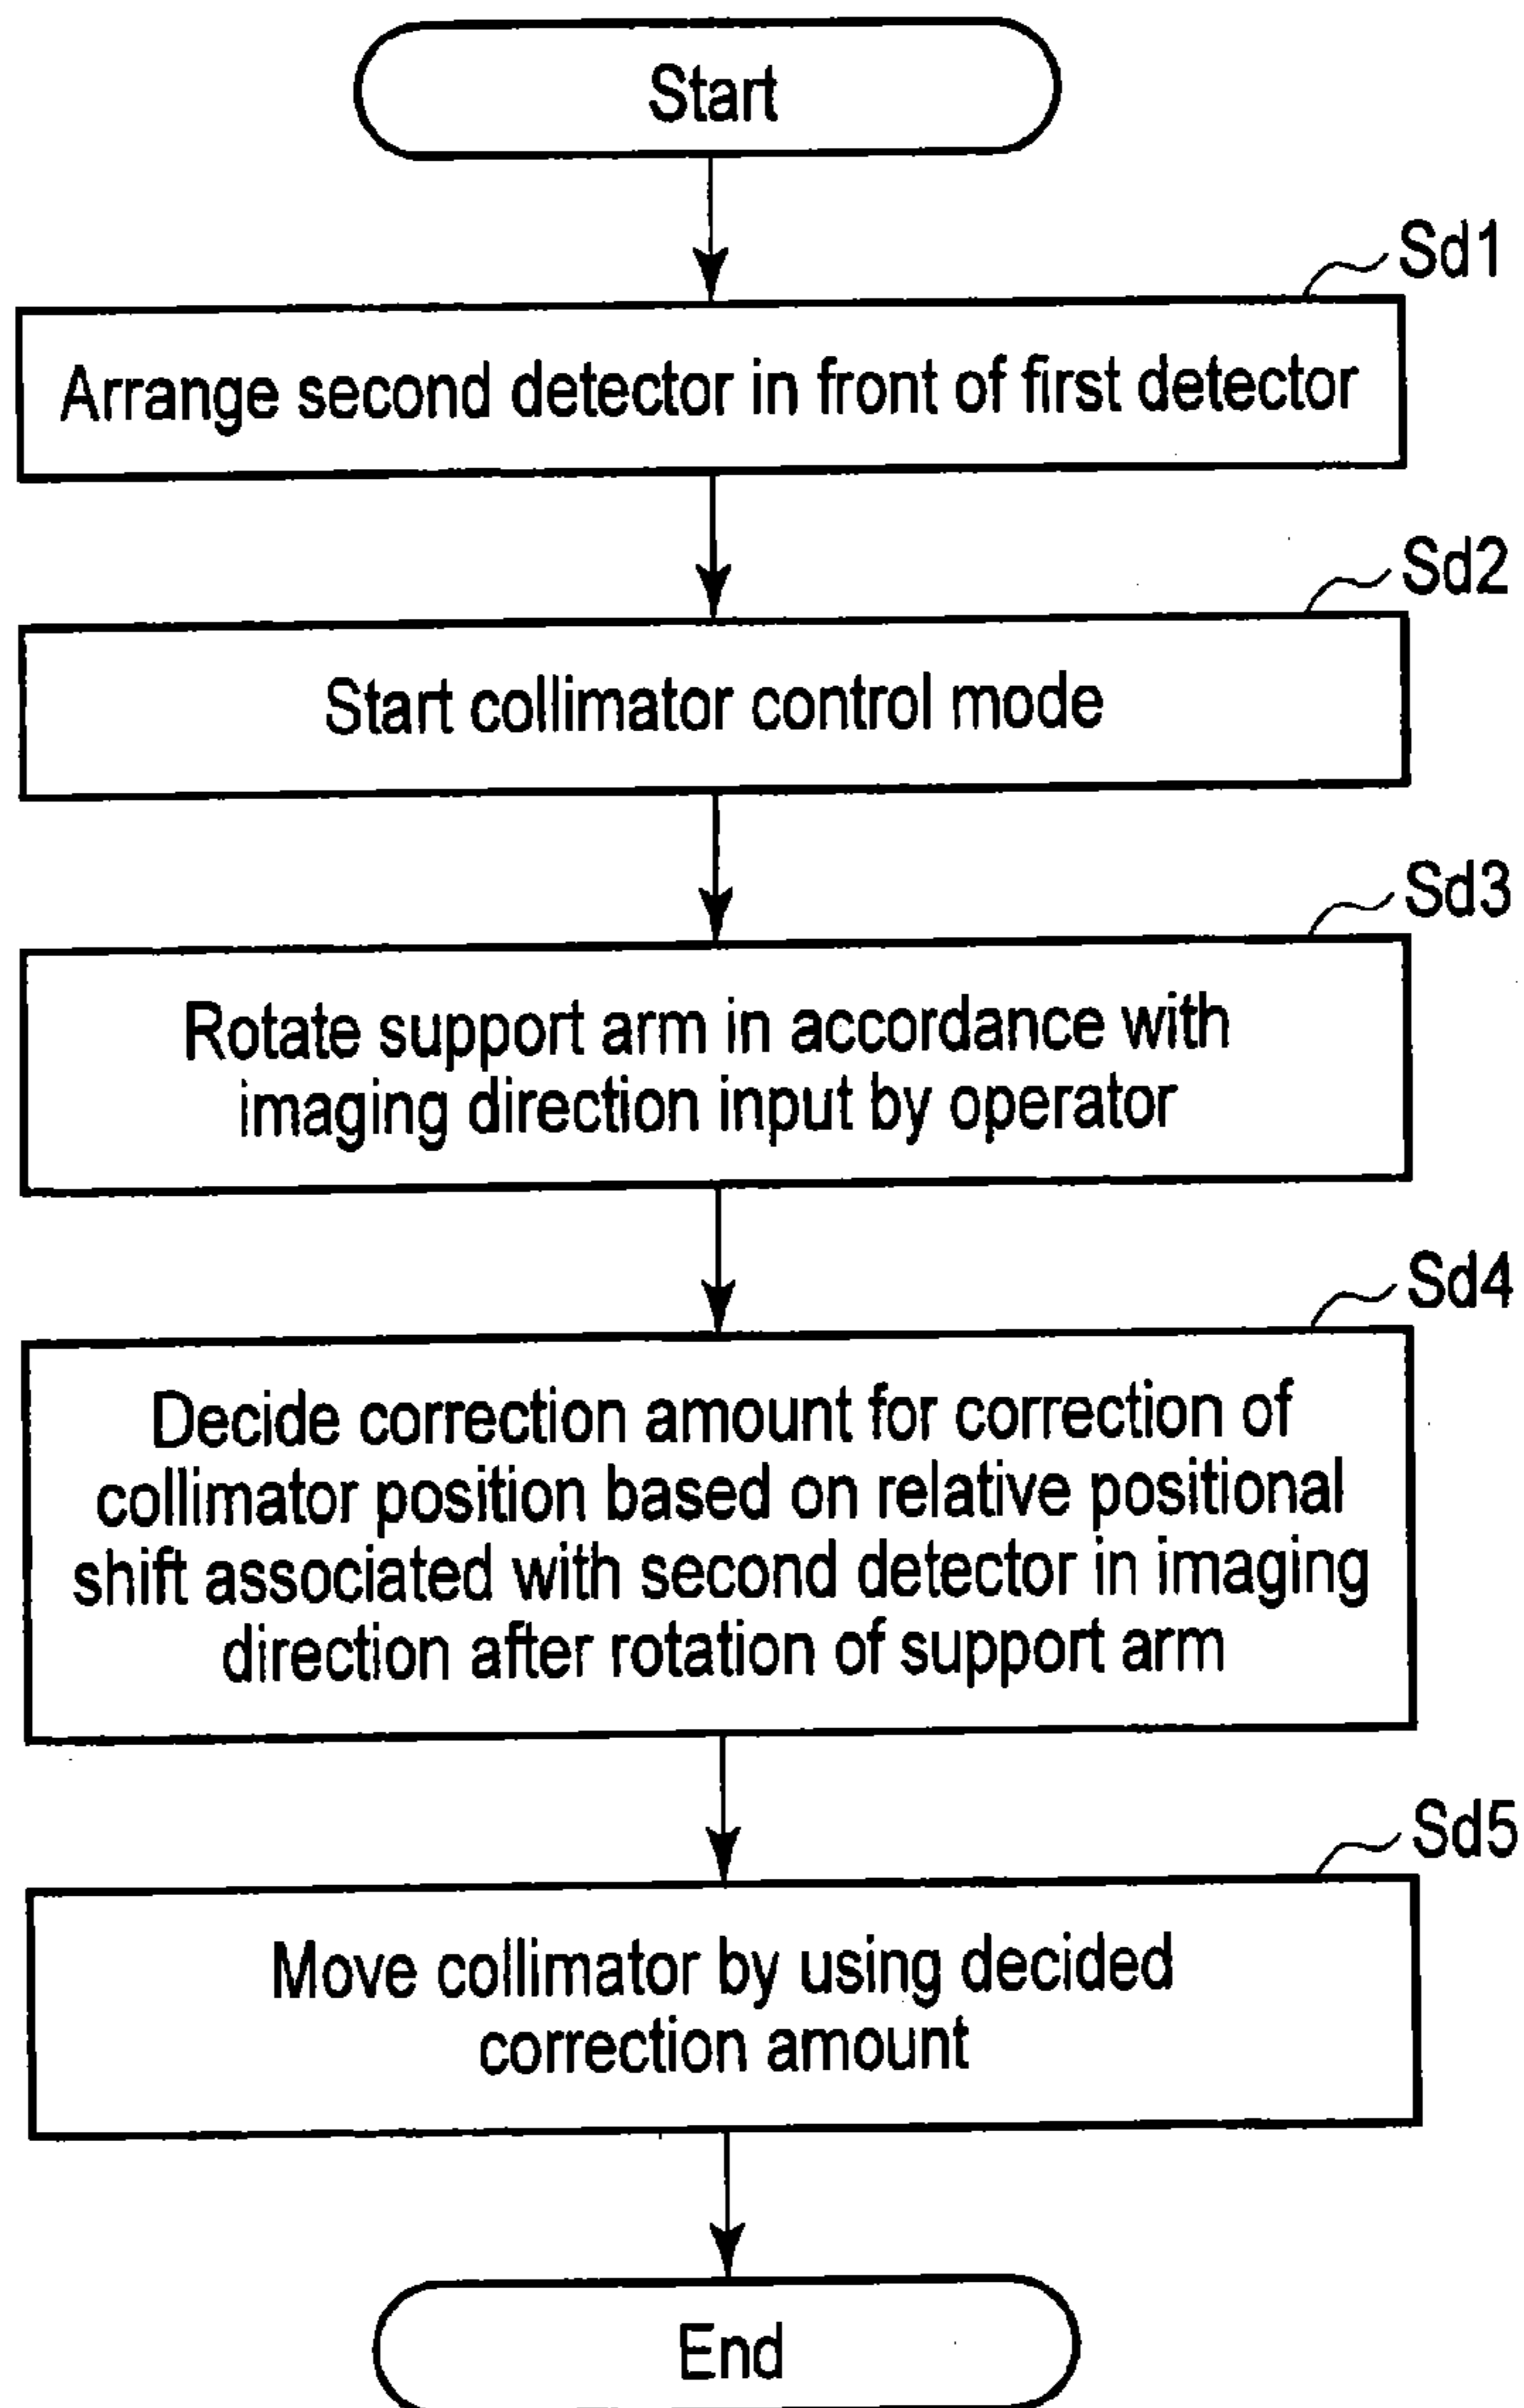 Start
Sd1
Arrange second detector in front of first detector
Sd2
Start collimator control mode
Sd3
Rotate support arm in accordance with
imaging direction input by operator
Sd4
Decide correction amount for correction of
collimator position based on relative positional
shift associated with second detector in imaging
direction after rotation of support arm
Sd5
Move collimator by using decided
correction amount
End